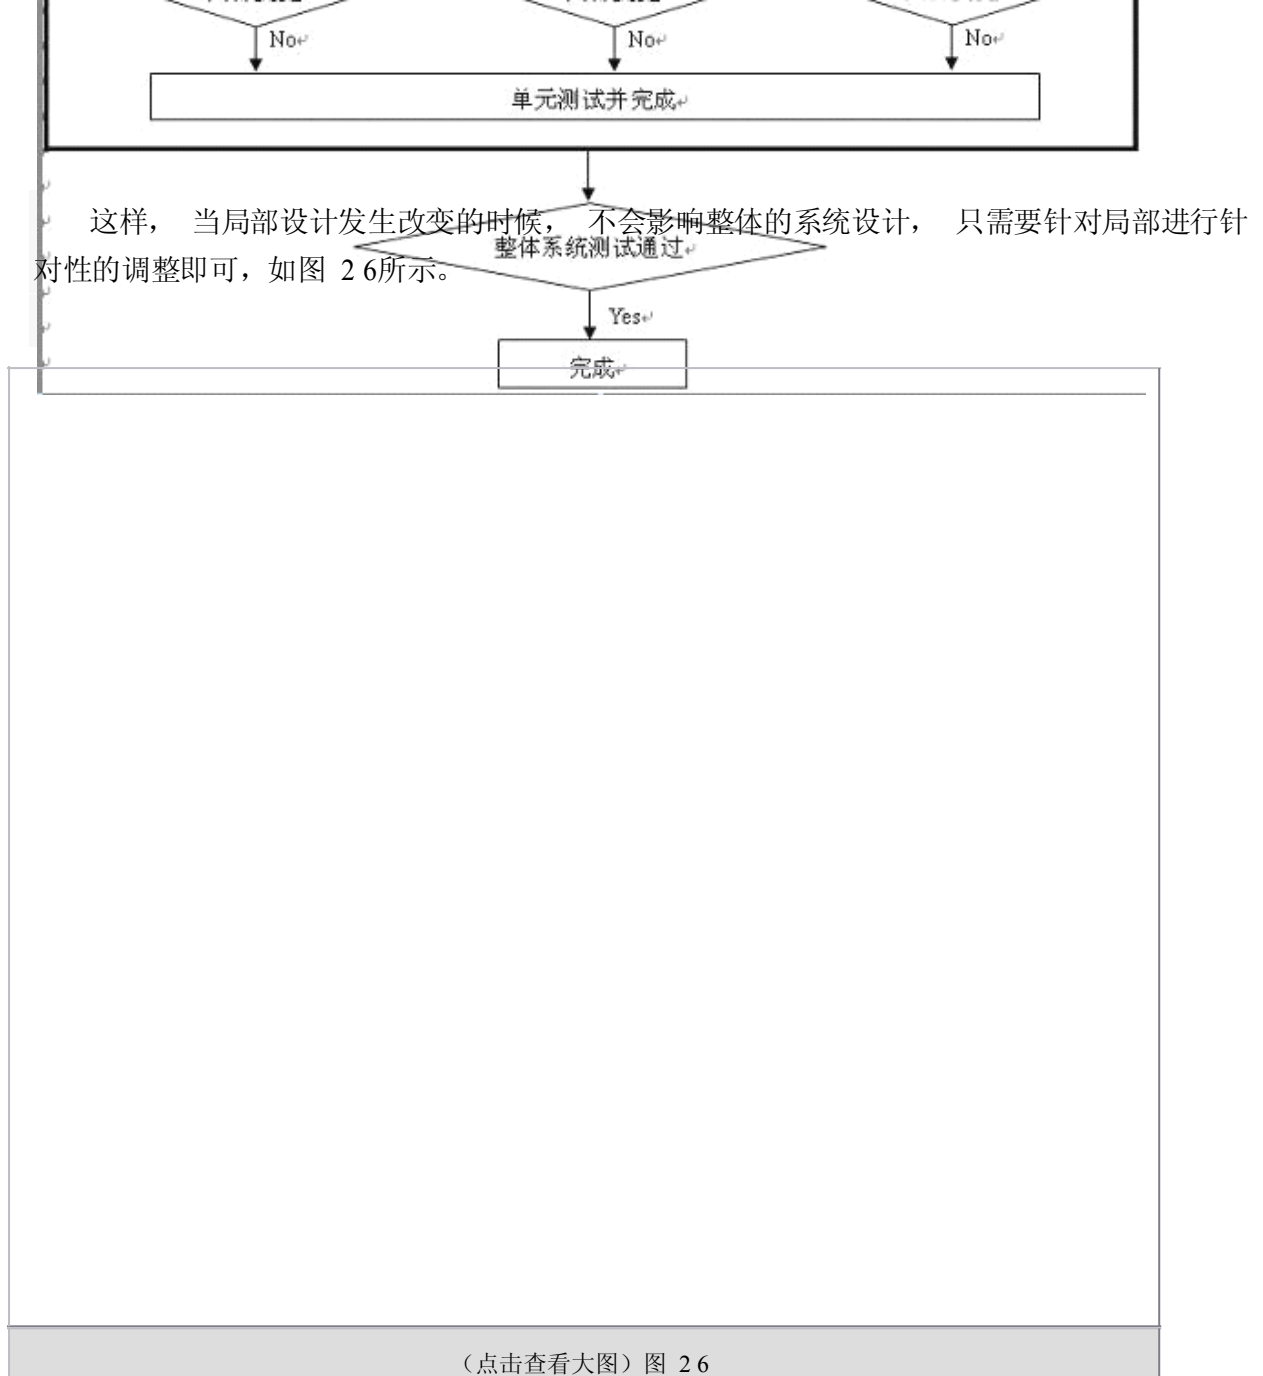 No
No
No
单元测试并完成
这样， 当局部设计发生改变的时候， 不会影响整体的系统设计， 只需要针对局部进行针
整体系统测试通过
对性的调整即可，如图 2 6所示。
Yes
完成
（点击查看大图）图 2 6